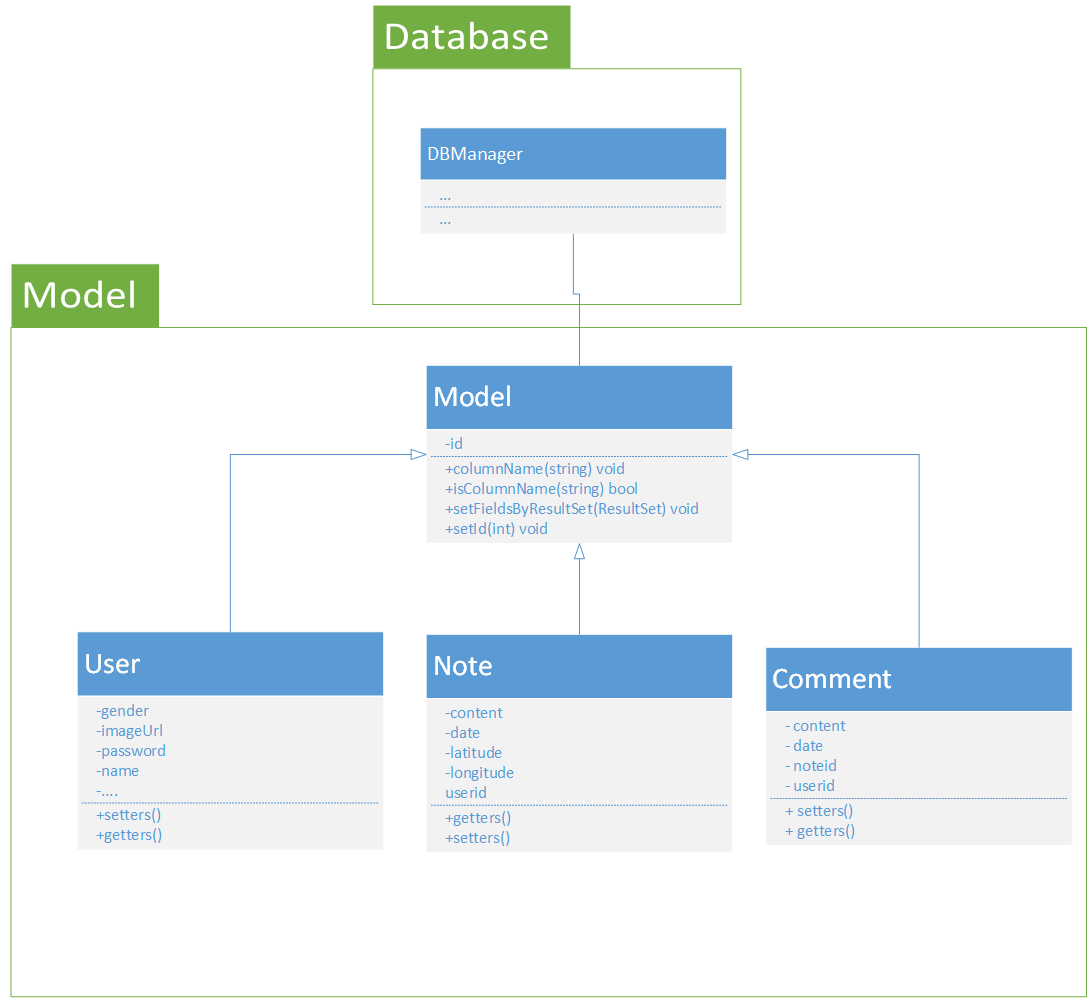 Database
DBManager
...
...
Model
Model
-id
+columnName(string) void
+isColumnName(string) bool
+setFieldsByResultSet(ResultSet) void
+setId(int) void
User
-gender
-imageUrl
-password
-name
-....
+setters()
+getters()
Note
-content
-date
-latitude
-longitude
userid
+getters()
+setters()
Comment
- content
- date
- noteid
- userid
+ setters()
+ getters()